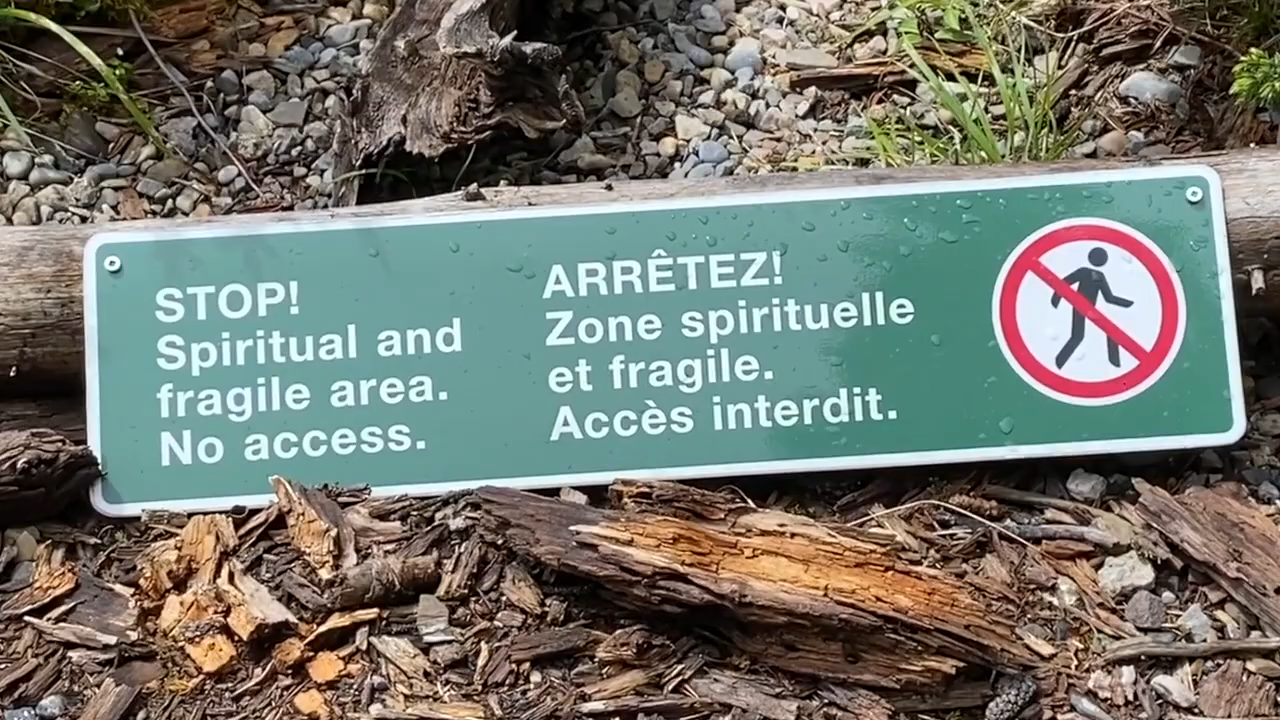 STOP!
Spiritual and
fragile area.
No access.
ARRÊTEZ!
Zone spirituelle
et fragile.
Accès interdit.